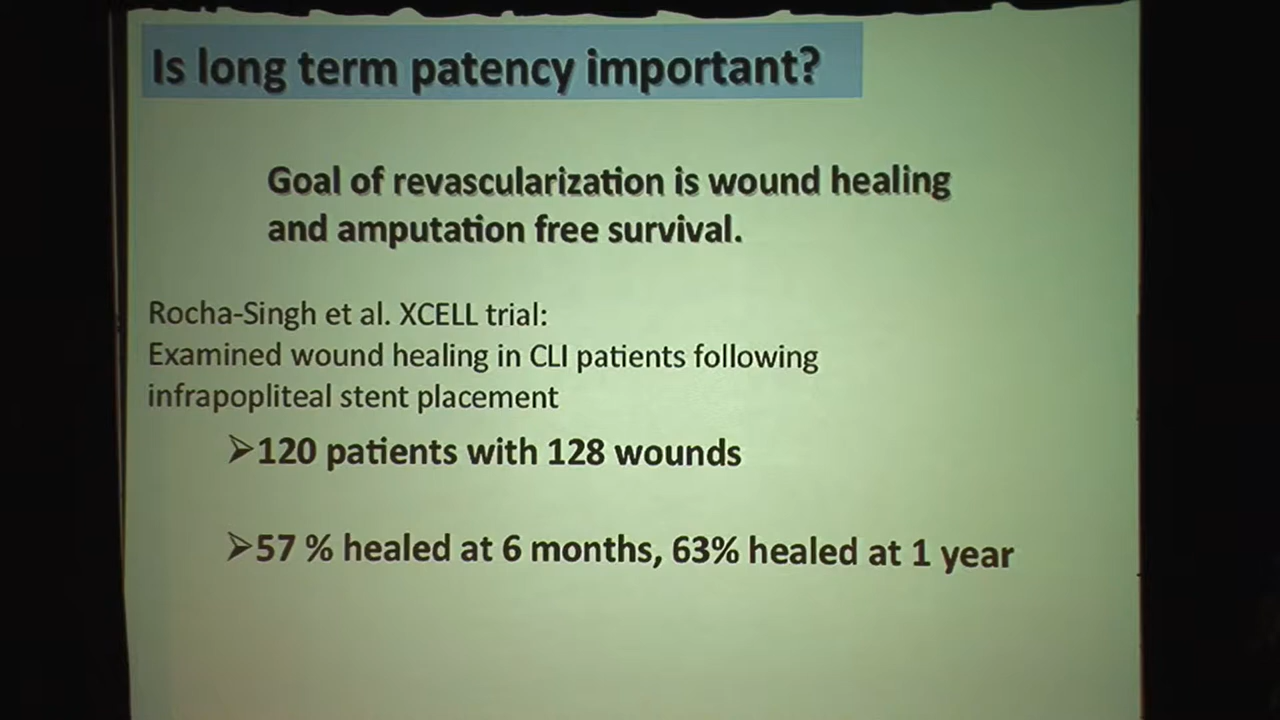 Is long term patency important?
Goal of revascularization is wound healing
and amputation free survival.
Rocha-Singh et al. XCELL trial:
Examined wound healing in CLI patients following
infrapopliteal stent placement
➢120 patients with 128 wounds
➢57 % healed at 6 months, 63% healed at 1 year